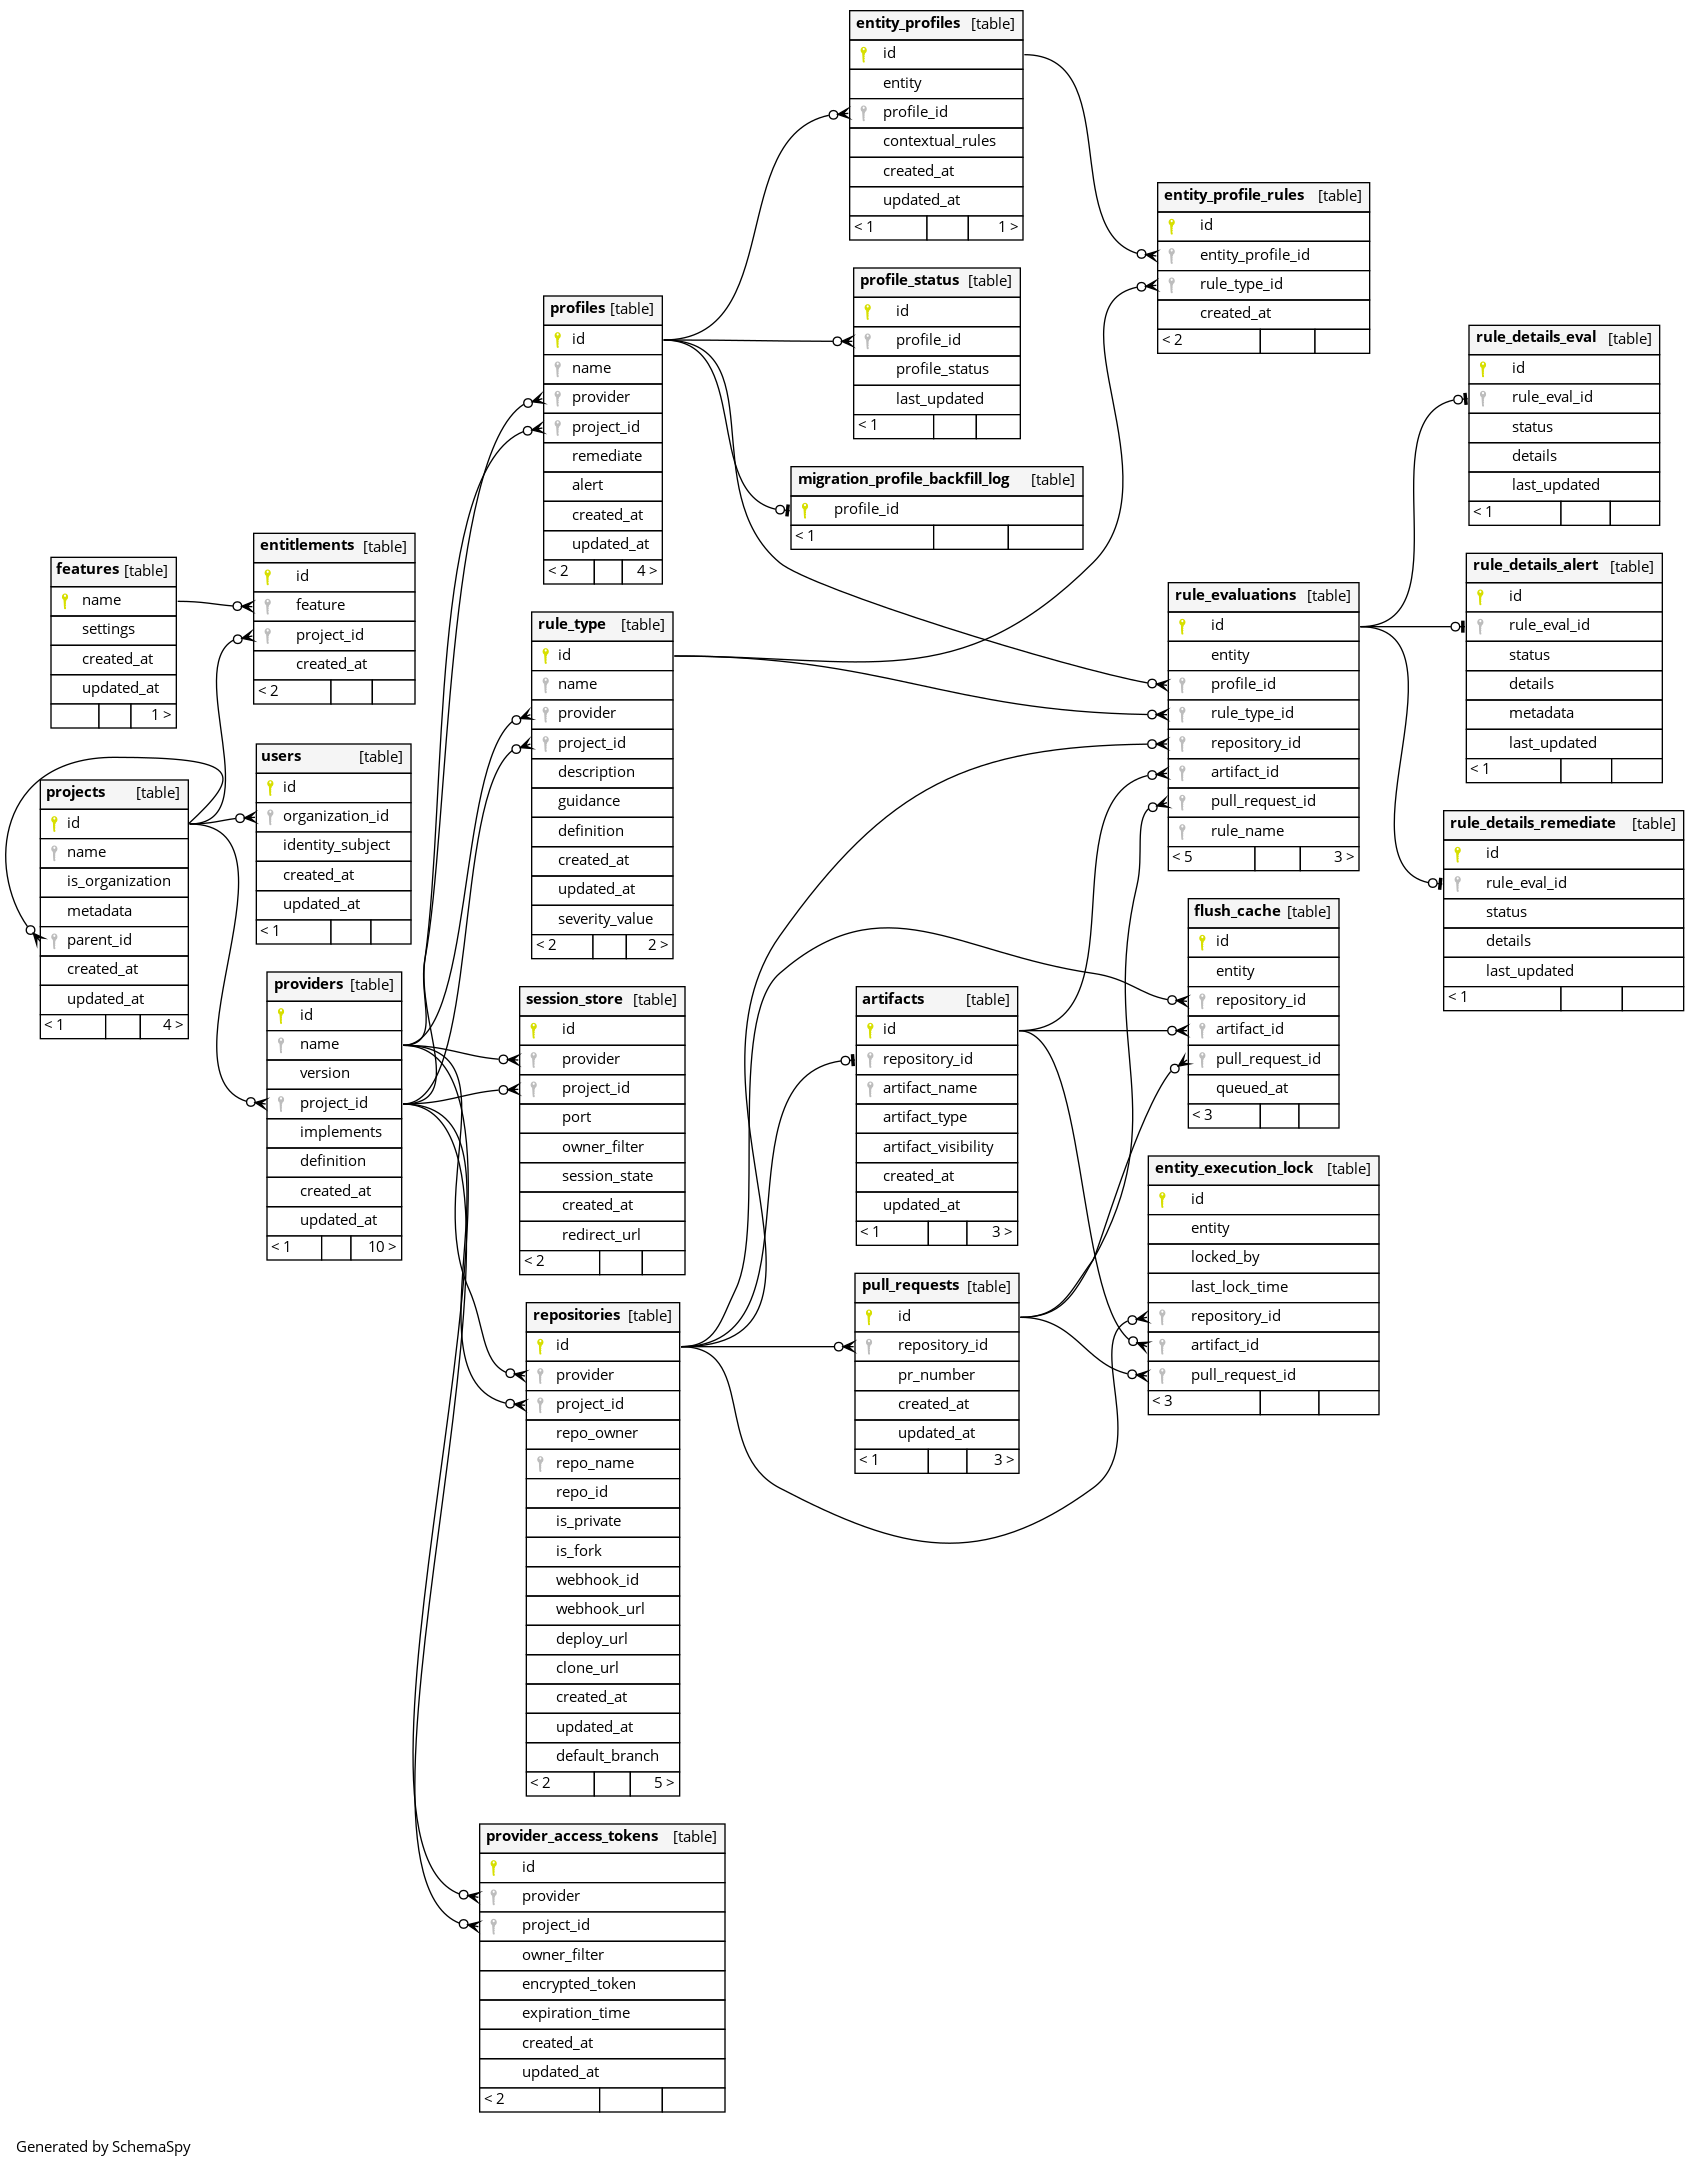 entity_profiles [table]
id
entity
profile_id
contextual_rules
created_at
updated_at
< 1 1 >
entity_profile_rules [table]
id
entity_profile_id
rule_type_id
created_at
< 2
profile_status [table]
id
profile_id
profile_status
last_updated
< 1
profiles [table]
id
name
provider
project_id
remediate
alert
created_at
updated_at
< 2 4 >
rule_details_eval [table]
id
rule_eval_id
status
details
last_updated
< 1
migration_profile_backfill_log [table]
profile_id
< 1
entitlements [table]
id
feature
project_id
created_at
< 2
features [table]
name
settings
created_at
updated_at
1 >
rule_details_alert [table]
id
rule_eval_id
status
details
metadata
last_updated
< 1
rule_evaluations [table]
id
entity
profile_id
rule_type_id
repository_id
artifact_id
pull_request_id
rule_name
< 5 3 >
rule_type [table]
id
name
provider
project_id
description
guidance
definition
created_at
updated_at
severity_value
< 2 2 >
users [table]
id
organization_id
identity_subject
created_at
updated_at
< 1
projects [table]
id
name
is_organization
metadata
parent_id
created_at
updated_at
< 1 4 >
rule_details_remediate [table]
id
rule_eval_id
status
details
last_updated
< 1
flush_cache [table]
id
entity
repository_id
artifact_id
pull_request_id
queued_at
< 3
providers [table]
id
name
version
project_id
implements
definition
created_at
updated_at
< 1 10 >
session_store [table]
id
provider
project_id
port
owner_filter
session_state
created_at
redirect_url
< 2
artifacts [table]
id
repository_id
artifact_name
artifact_type
artifact_visibility
created_at
updated_at
< 1 3 >
entity_execution_lock [table]
id
entity
locked_by
last_lock_time
repository_id
artifact_id
pull_request_id
< 3
pull_requests [table]
id
repository_id
pr_number
created_at
updated_at
< 1 3 >
repositories [table]
id
provider
project_id
repo_owner
repo_name
repo_id
is_private
is_fork
webhook_id
webhook_url
deploy_url
clone_url
created_at
updated_at
default_branch
< 2 5 >
provider_access_tokens [table]
id
provider
project_id
owner_filter
encrypted_token
expiration_time
created_at
updated_at
< 2
Generated by SchemaSpy